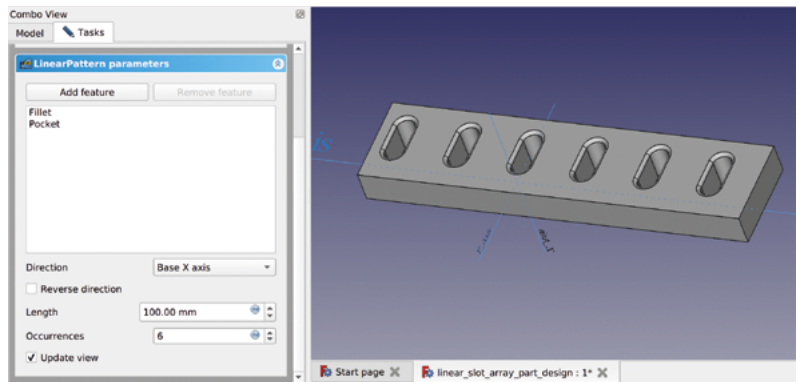 Combo View
Model
Tasks
LinearPattern parameters
Add feature
Remove feature
Fillet
Pocket
Direction
Base X axis
Reverse direction
Length
100.00 mm
Occurrences
6
Update view
Start page
linear_slot_array_part_design : 1*